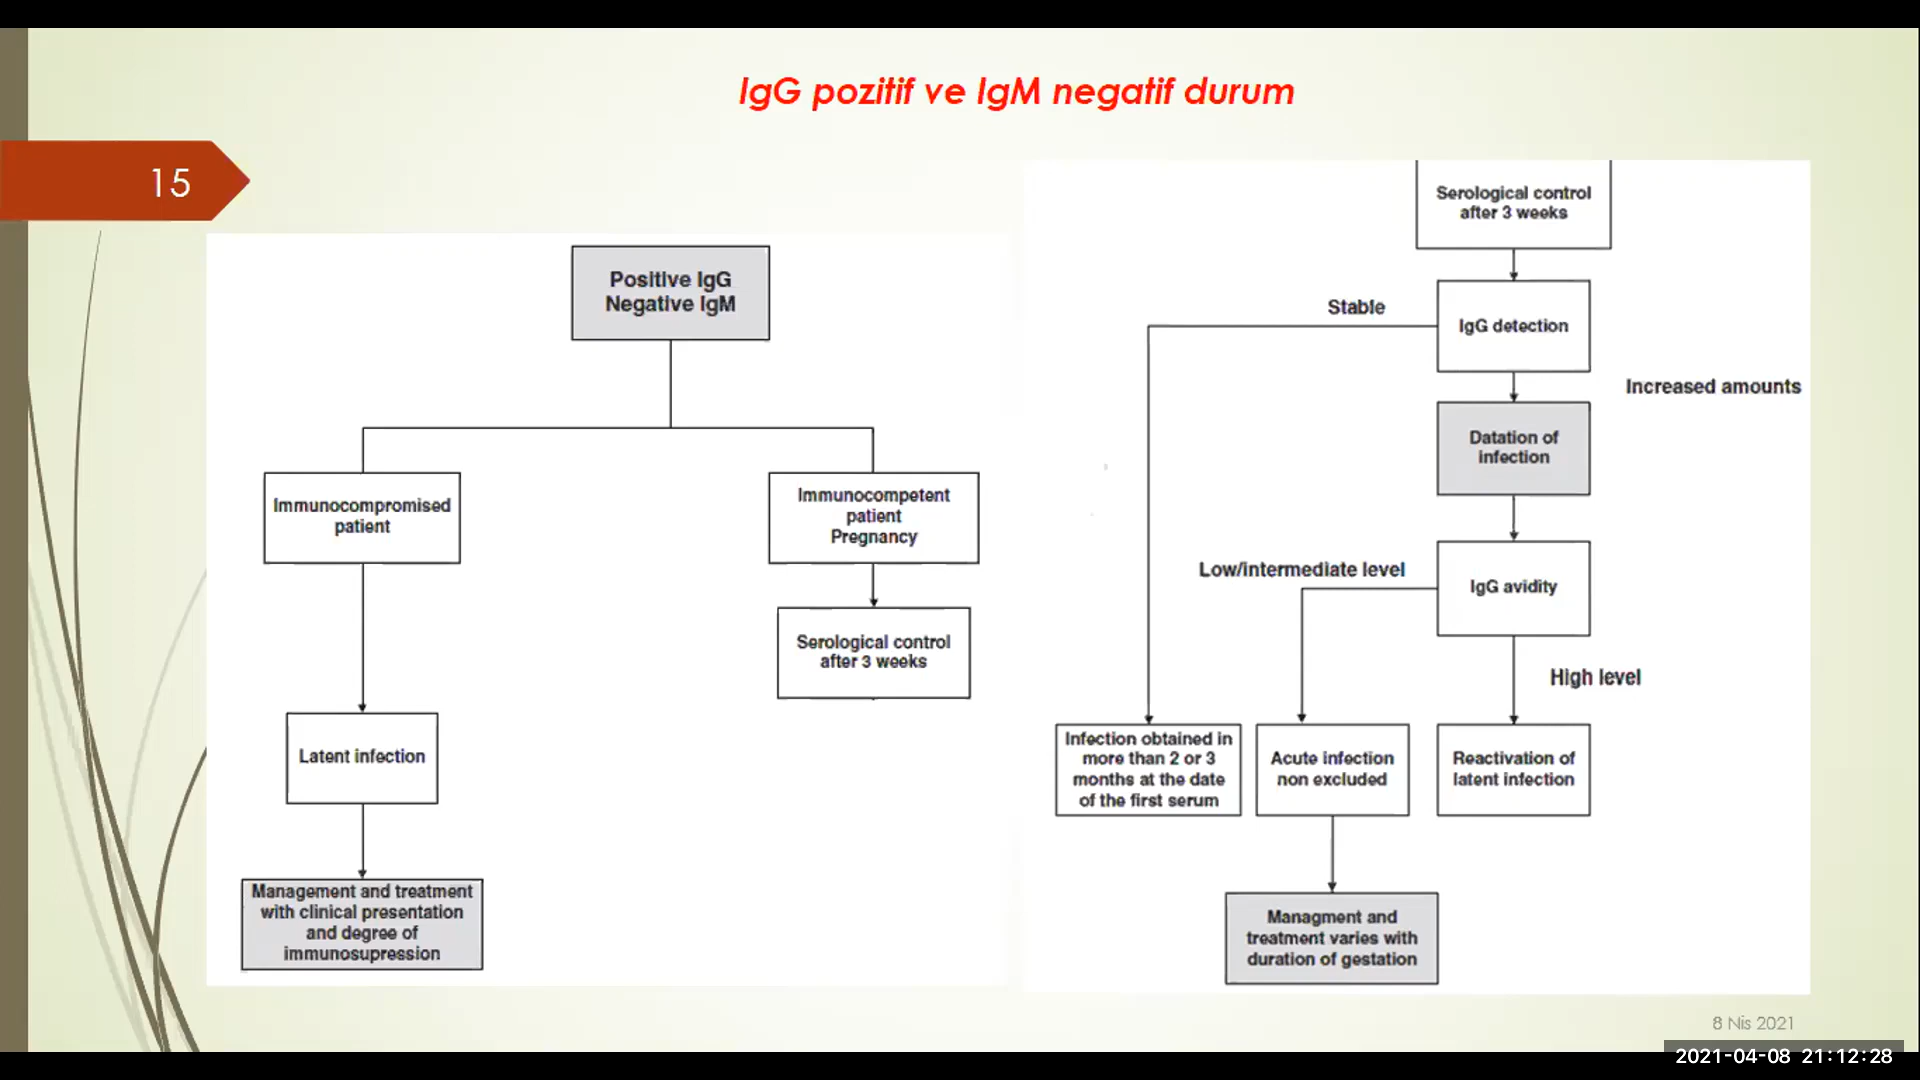 IgG pozitif ve IgM negatif durum
15
Positive IgG
Negative IgM
Immunocompromised
patient
Immunocompetent
patient
Pregnancy
Serological control
after 3 weeks
Latent infection
Management and treatment
with clinical presentation
and degree of
immunosupression
Serological control
after 3 weeks
Stable
IgG detection
Increased amounts
Datation of
infection
Low/intermediate level
IgG avidity
High level
Infection obtained in
more than 2 or 3
months at the date
of the first serum
Acute infection
non excluded
Reactivation of
latent infection
Managment and
treatment varies with
duration of gestation
8 Nis 2021
2021-04-08 21:12:28